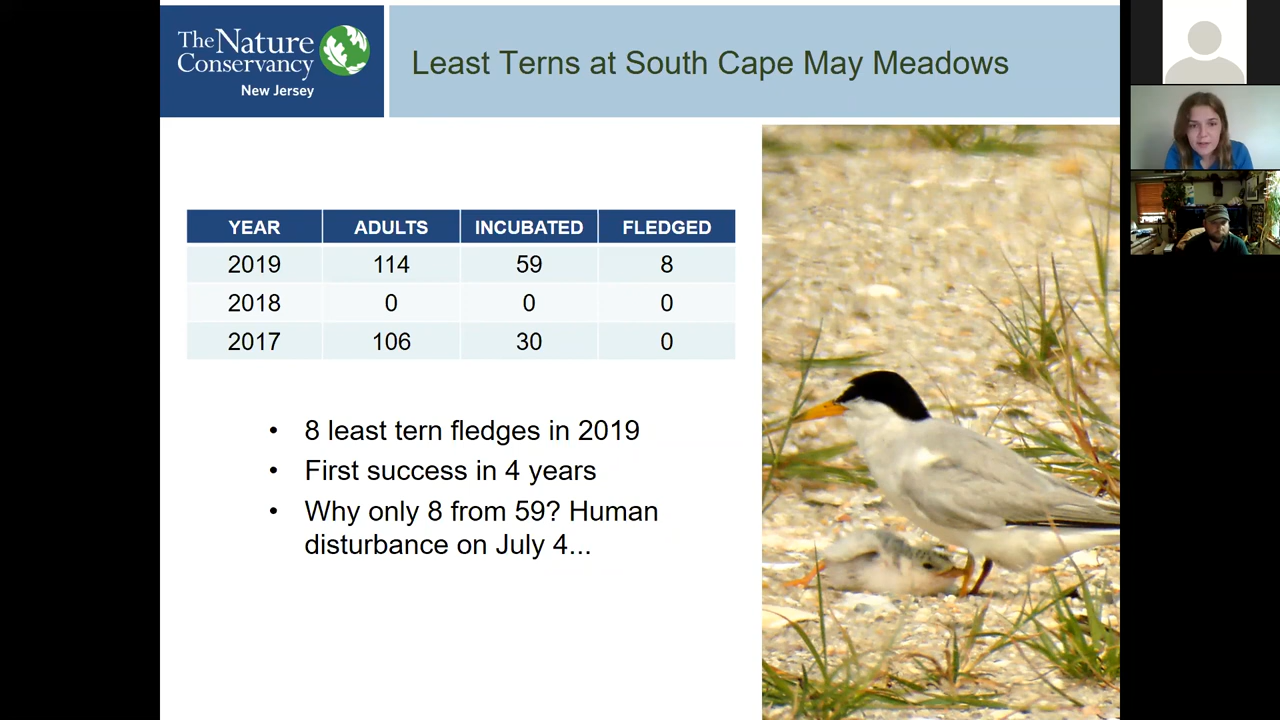 The Nature
Conservancy
New Jersey
Least Terns at South Cape May Meadows
YEAR ADULTS INCUBATED FLEDGED
2019 114 59 8
2018 0 0 0
2017 106 30 0
• 8 least tern fledges in 2019
• First success in 4 years
• Why only 8 from 59? Human
disturbance on July 4...